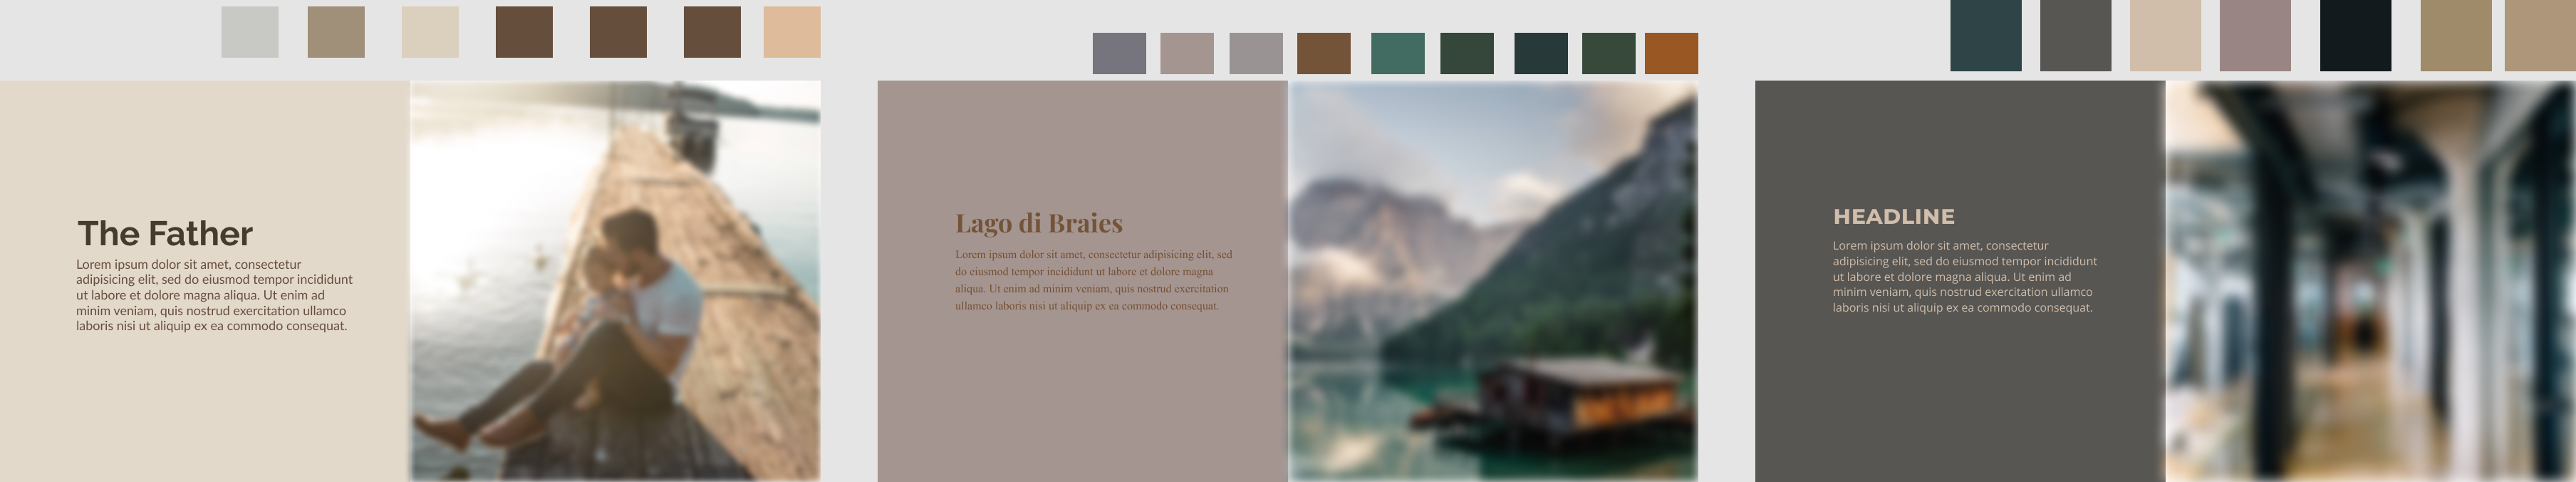 The Father
Lorem ipsum dolor sit amet, consectetur
adipisicing elit, sed do eiusmod tempor incididunt
ut labore et dolore magna aliqua. Ut enim ad
minim veniam, quis nostrud exercitation ullamco
laboris nisi ut aliquip ex ea commodo consequat.
Lago di Braies
Lorem ipsum dolor sit amet, consectetur adipisicing elit, sed
do eiusmod tempor incididunt ut labore et dolore magna
aliqua. Ut enim ad minim veniam, quis nostrud exercitation
ullamco laboris nisi ut aliquip ex ea commodo consequat.
HEADLINE
Lorem ipsum dolor sit amet, consectetur
adipisicing elit, sed do eiusmod tempor incididunt
ut labore et dolore magna aliqua. Ut enim ad
minim veniam, quis nostrud exercitation ullamco
laboris nisi ut aliquip ex ea commodo consequat.